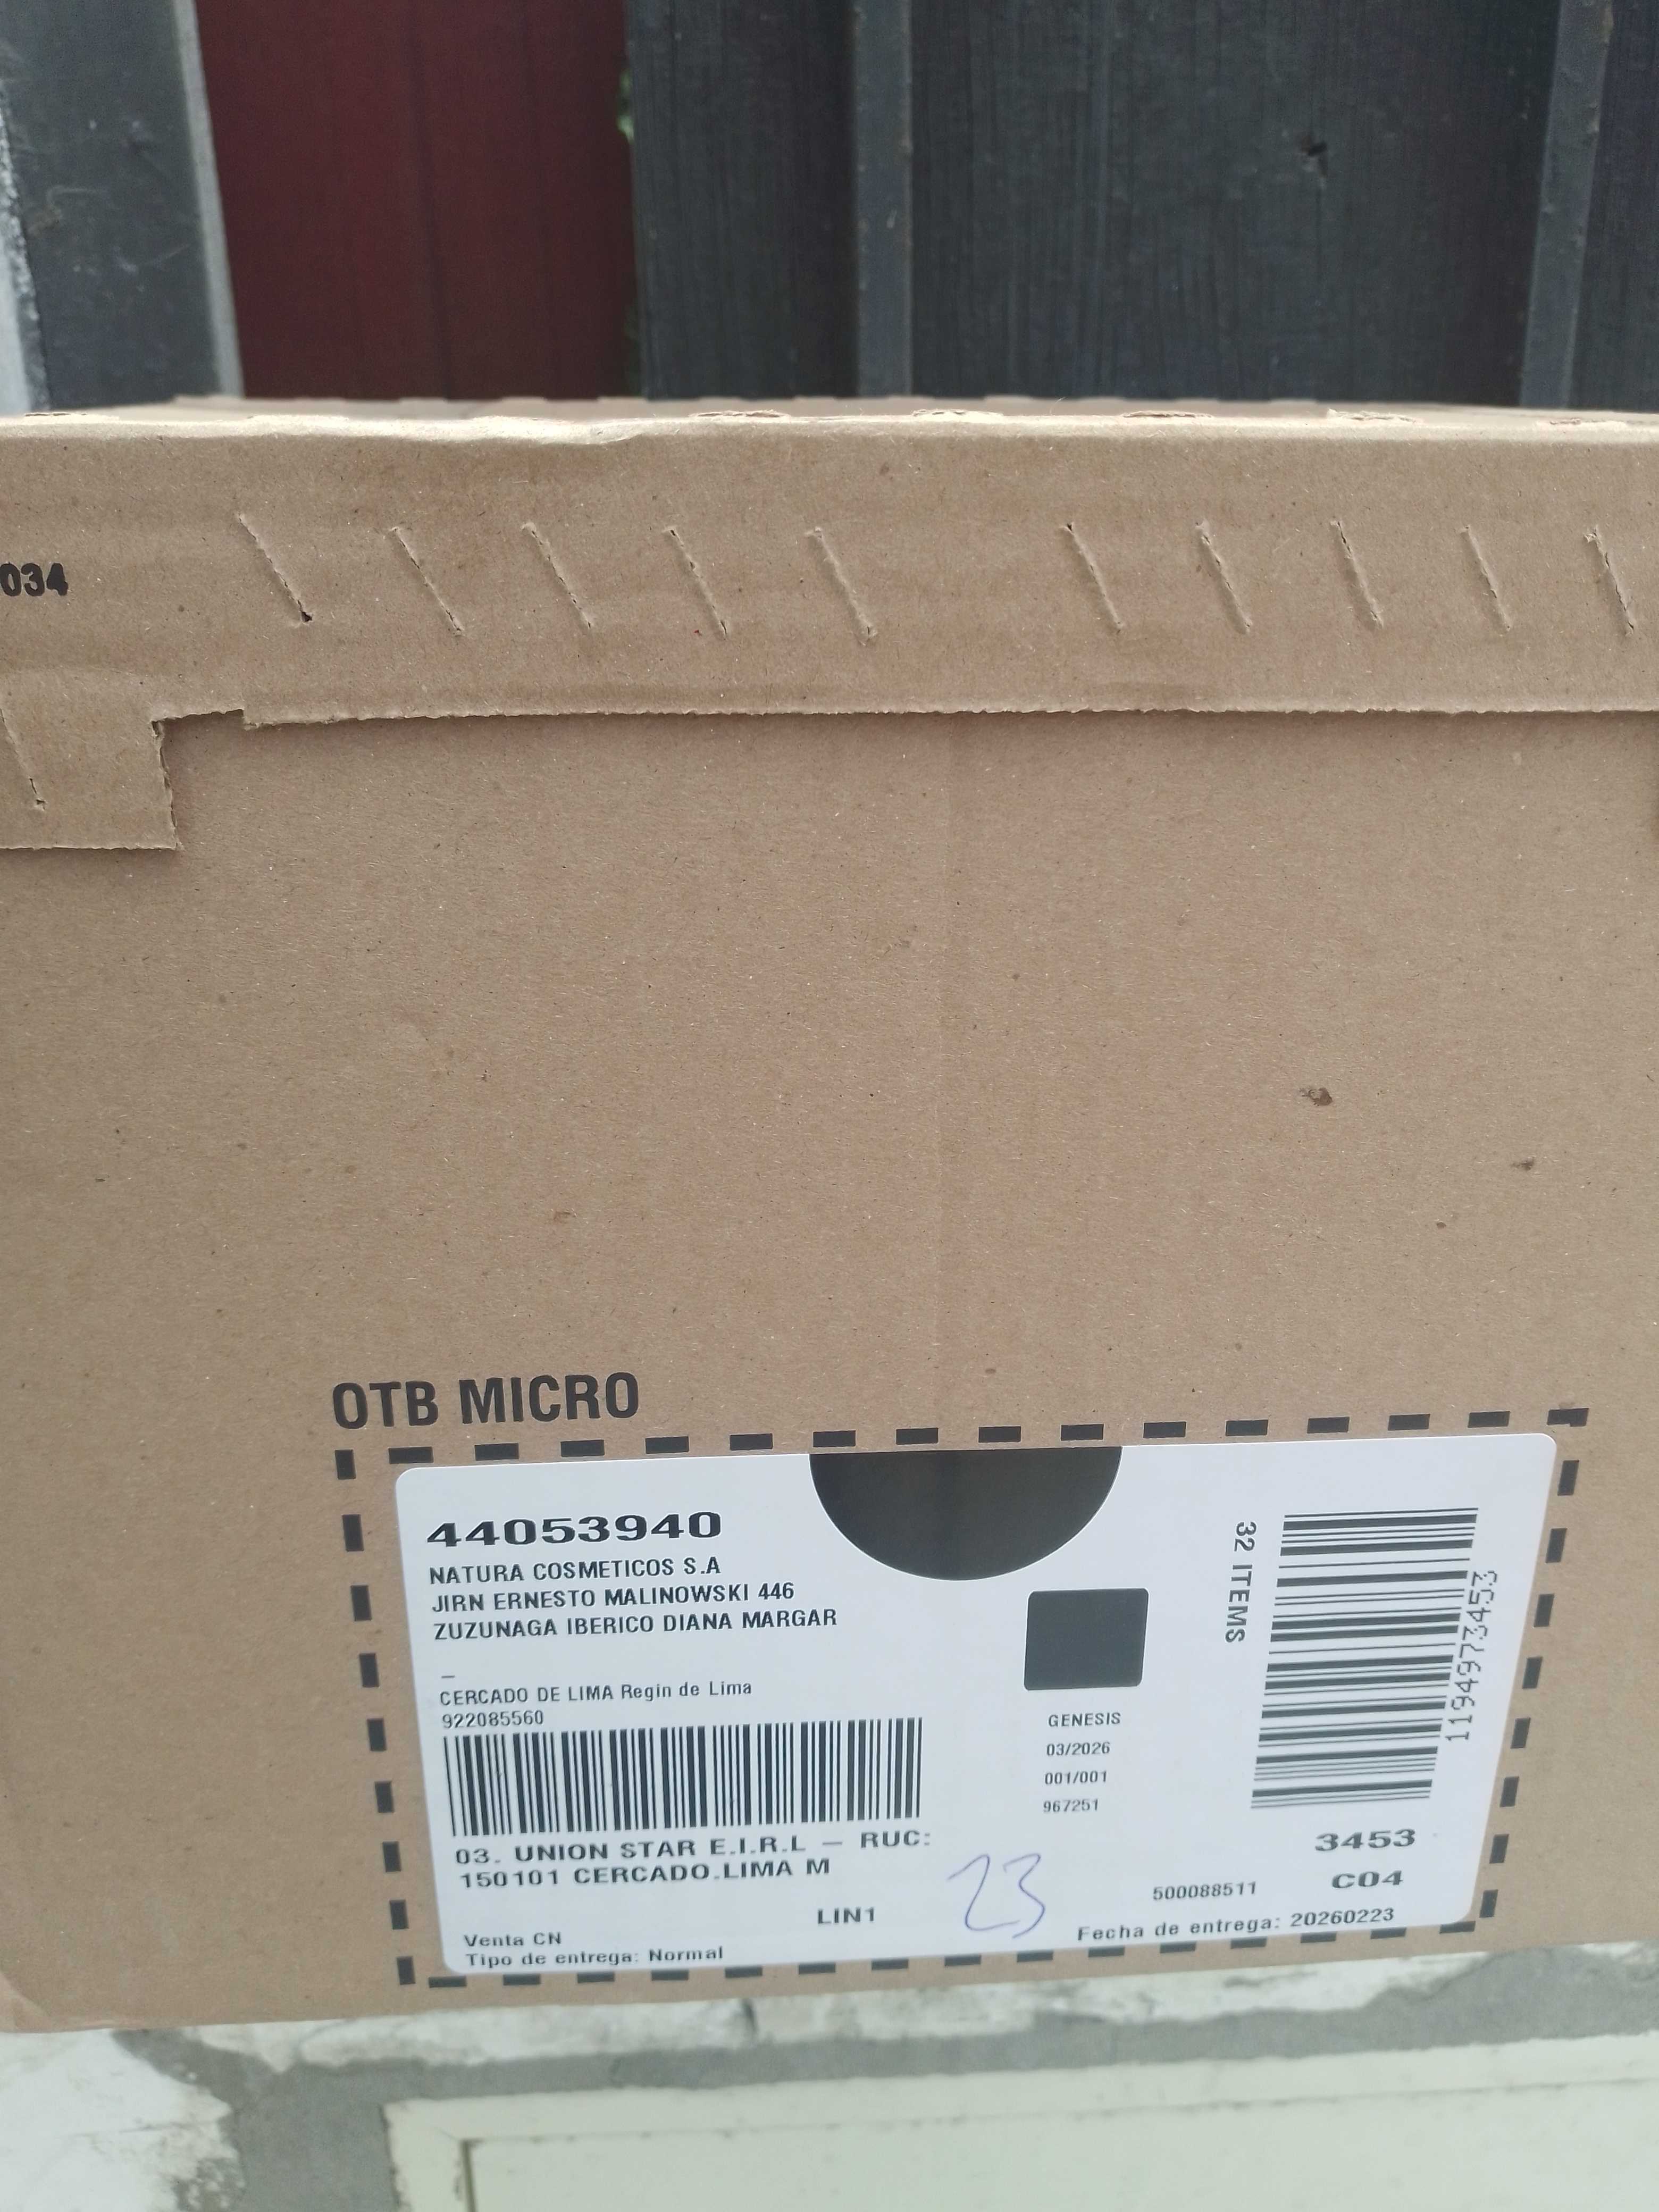 034
OTB MICRO
44053940
NATURA COSMETICOS S.A
JIRN ERNESTO MALINOWSKI 446
ZUZUNAGA IBERICO DIANA MARGAR
_
CERCADO DE LIMA Regin de Lima
922085560
03. UNION STAR E.I.R.L – RUC:
150101 CERCADO.LIMA M
LIN1
Venta CN
Tipo de entrega: Normal
23
GENESIS
03/2026
001/001
967251
32 ITEMS
1194973453
3453
C04
500088511
Fecha de entrega: 20260223